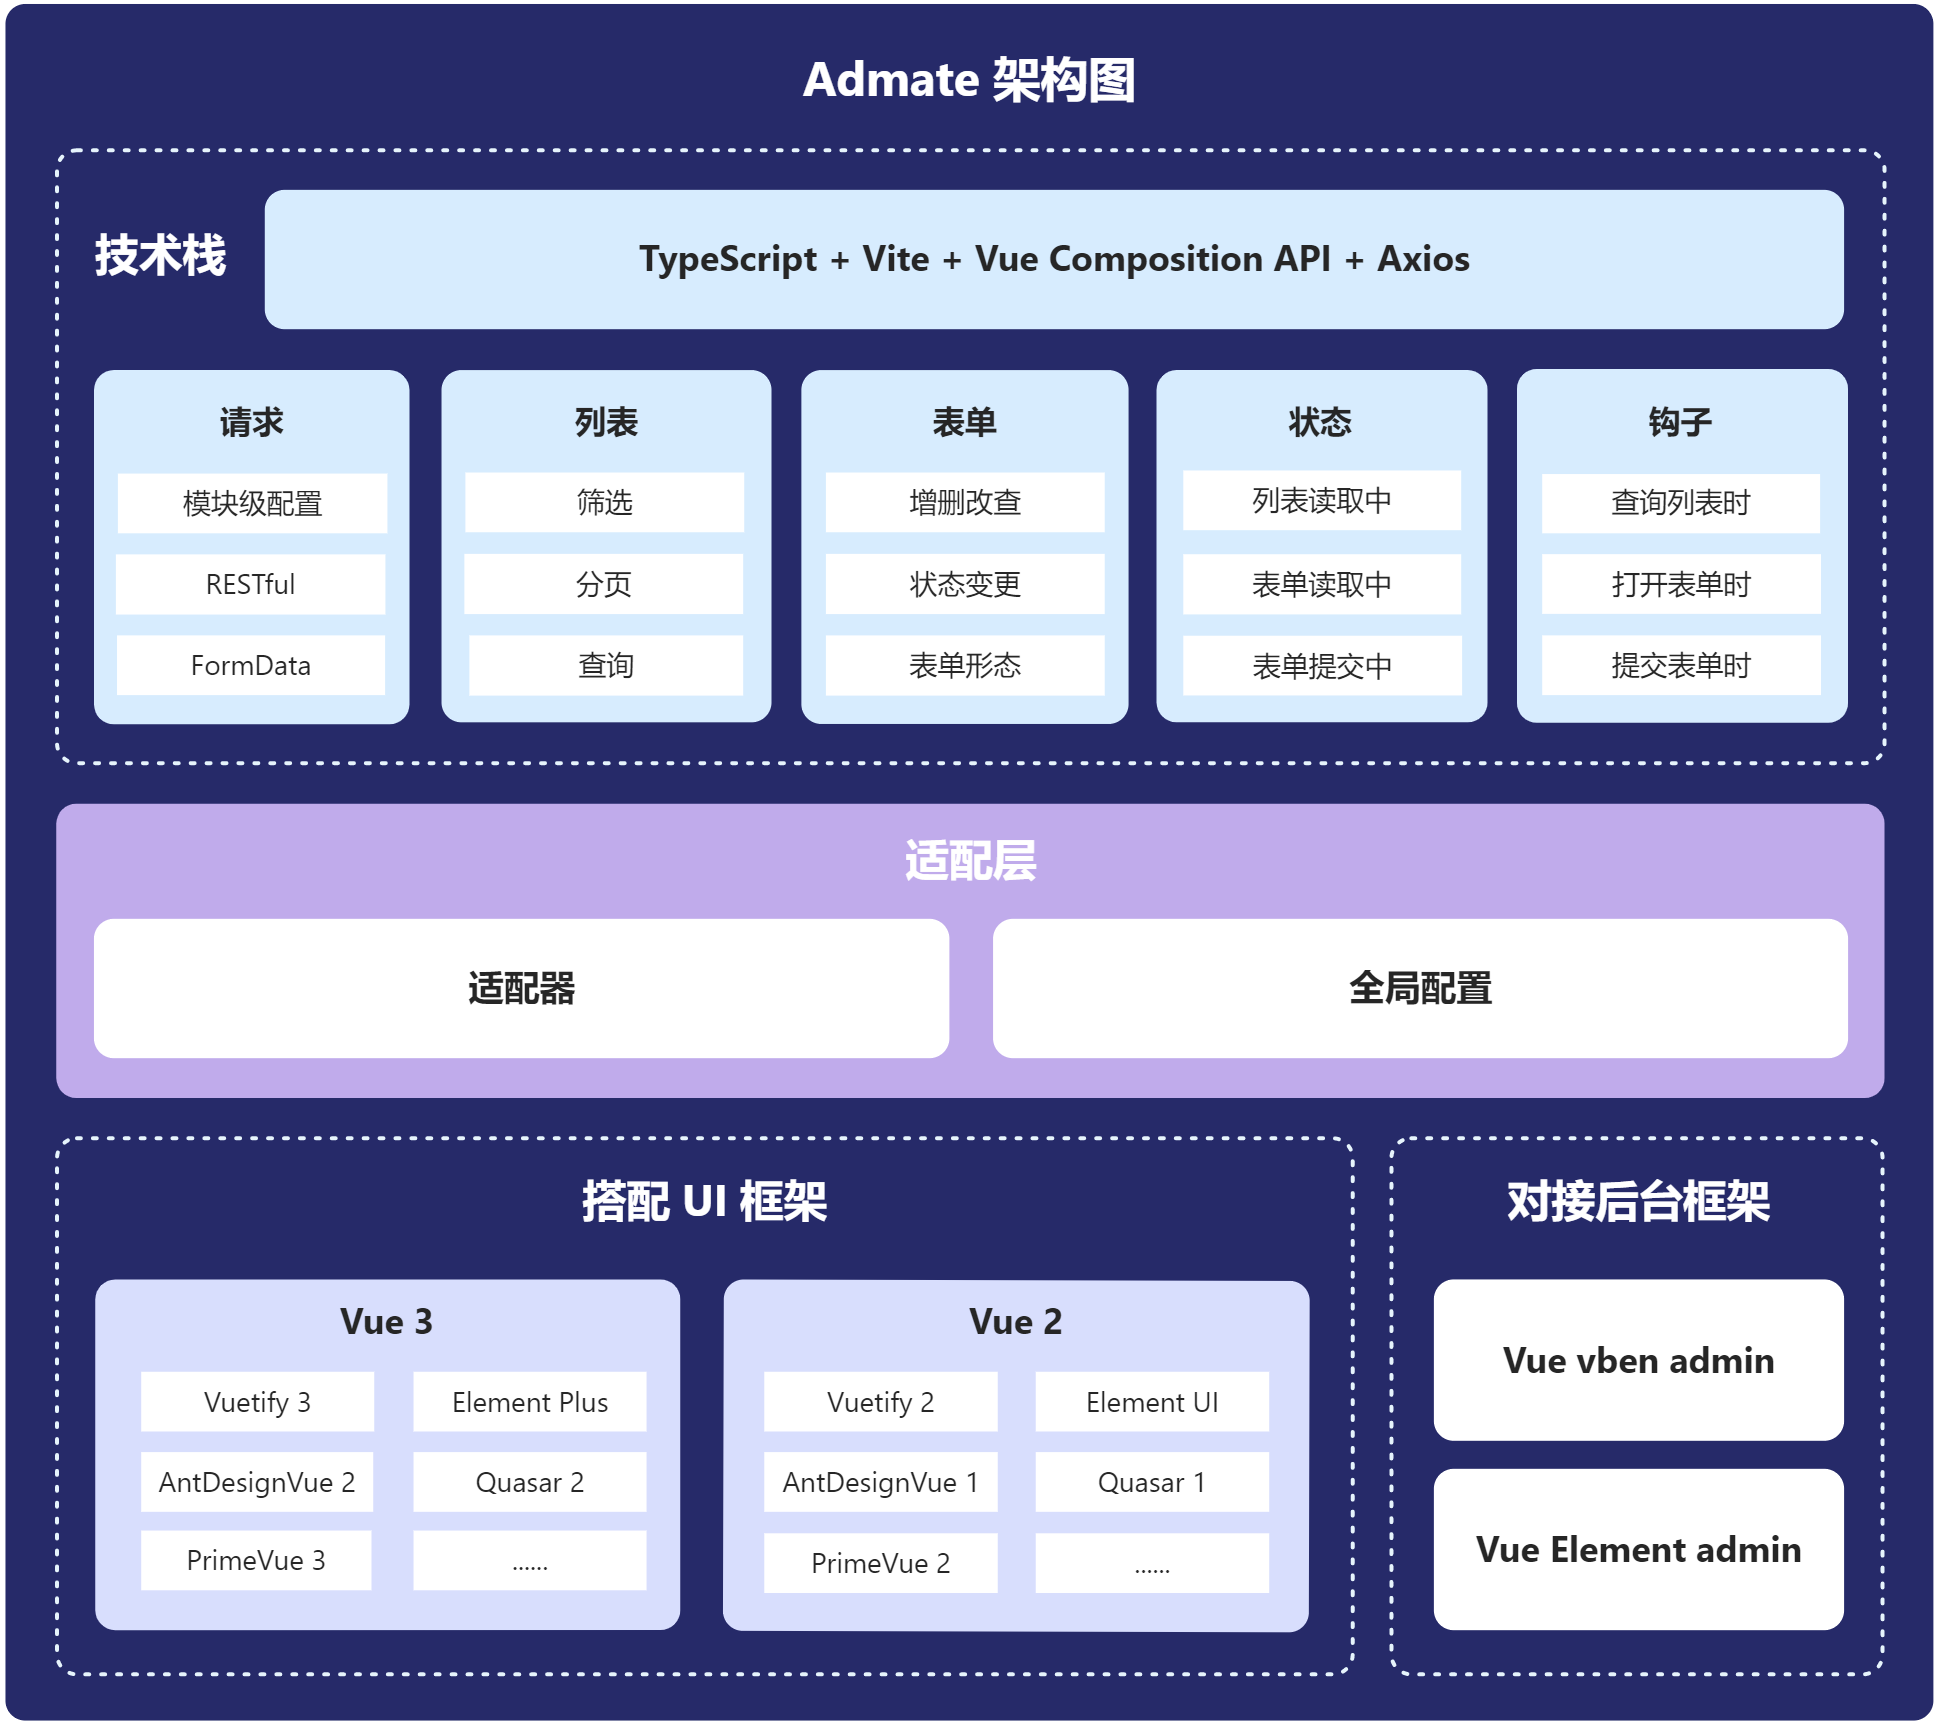 Admate 架构图
技术栈
TypeScript + Vite + Vue Composition API + Axios
请求
模块级配置
RESTful
FormData
列表
筛选
分页
查询
表单
增删改查
状态变更
表单形态
状态
列表读取中
表单读取中
表单提交中
钩子
查询列表时
打开表单时
提交表单时
适配层
适配器
全局配置
搭配 UI 框架
Vue 3
Vuetify 3
Element Plus
AntDesignVue 2
Quasar 2
PrimeVue 3
......
Vue 2
Vuetify 2
Element UI
AntDesignVue 1
Quasar 1
PrimeVue 2
......
对接后台框架
Vue vben admin
Vue Element admin